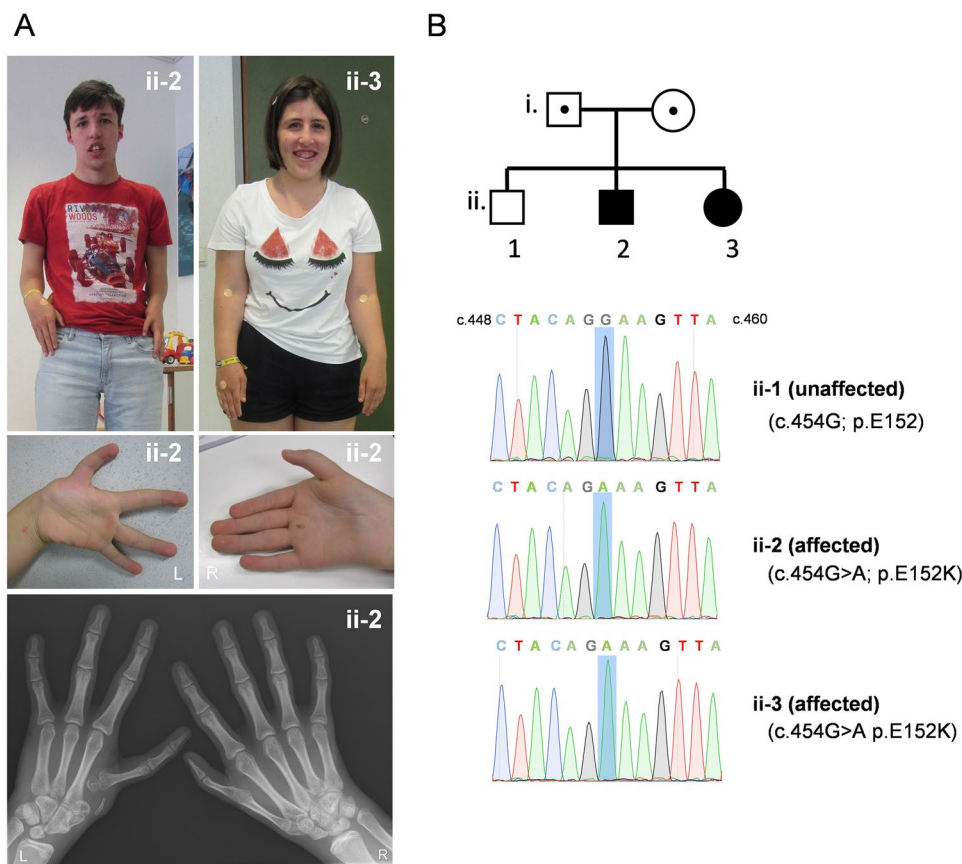 A
ii-2
ii-3
RIVER
WOODS
ii-2
L
ii-2
R
ii-2
L
R
B
i.
ii.
1
2
3
c.448 C T A C A G G A A G T T A c.460
ii-1 (unaffected)
(c.454G; p.E152)
C T A C A G A A A G T T A
ii-2 (affected)
(c.454G>A; p.E152K)
C T A C A G A A A G T T A
ii-3 (affected)
(c.454G>A p.E152K)